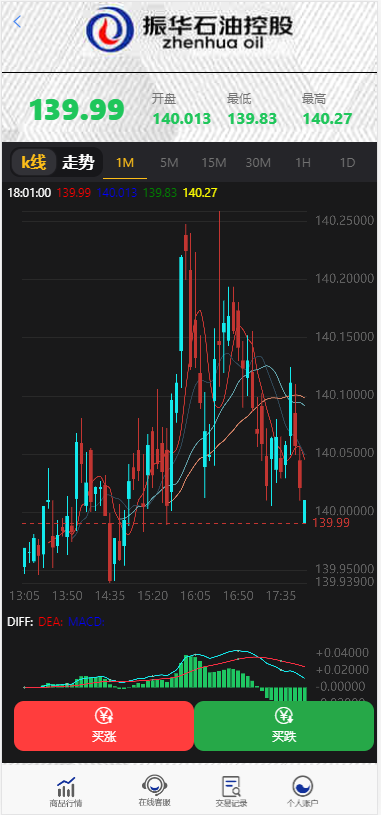 振华石油控股
zhenhua oil
139.99
开盘 最低 最高
140.013 139.83 140.27
k线 走势 1M 5M 15M 30M 1H 1D
18:01:00 139.99 140.013 139.83 140.27
140.25000
140.20000
140.15000
140.10000
140.05000
140.00000
139.99
139.95000
139.93900
13:05 13:50 14:35 15:20 16:05 16:50 17:35
DIFF: DEA: MACD:
+0.04000
+0.02000
-0.00000
买涨 买跌
商品行情 在线客服 交易记录 个人账户